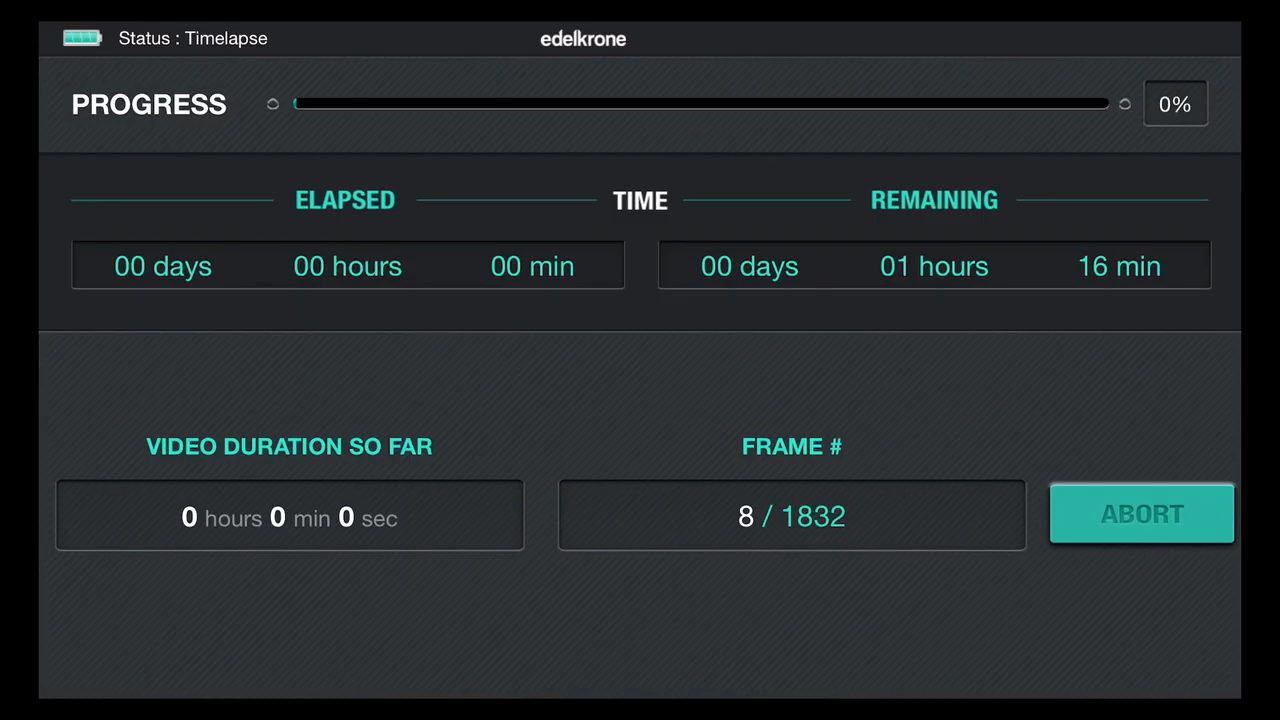 Status : Timelapse
edelkrone
PROGRESS
0%
ELAPSED TIME REMAINING
00 days 00 hours 00 min
00 days 01 hours 16 min
VIDEO DURATION SO FAR
FRAME #
0 hours 0 min 0 sec
8 / 1832
ABORT